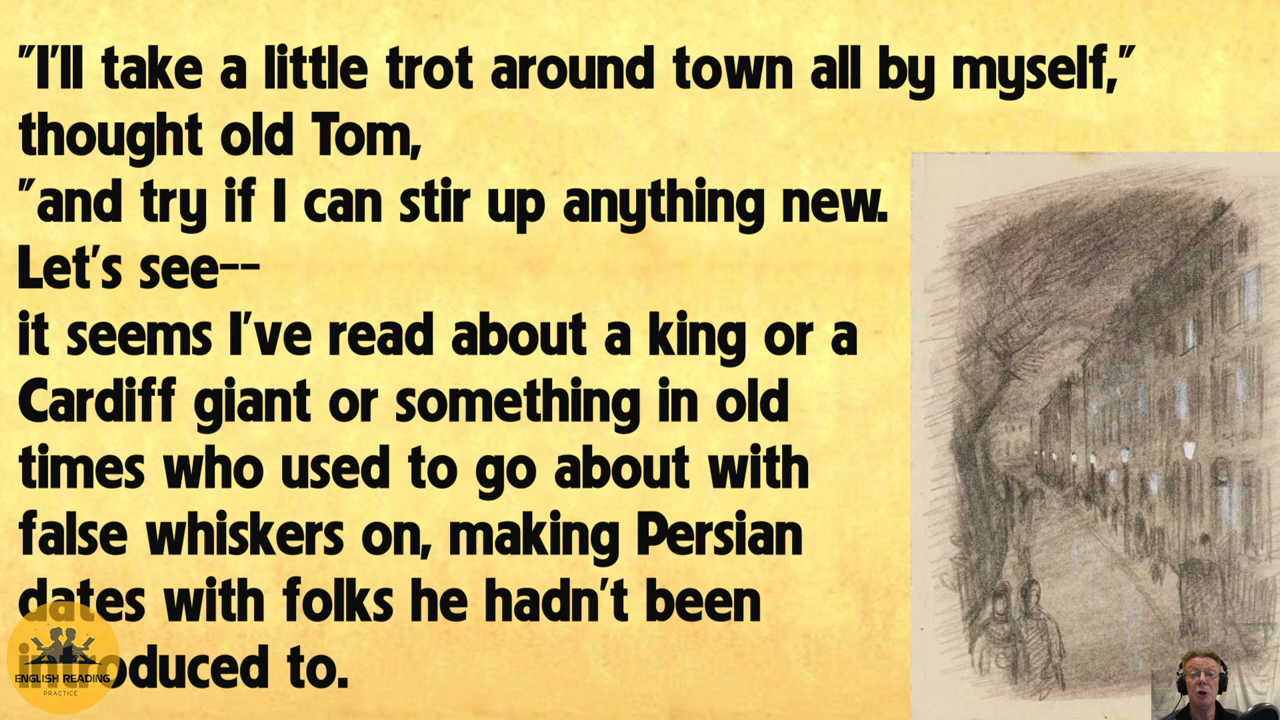 "I'll take a little trot around town all by myself,"
thought old Tom,
"and try if I can stir up anything new.
Let's see--
it seems I've read about a king or a
Cardiff giant or something in old
times who used to go about with
false whiskers on, making Persian
dates with folks he hadn't been
introduced to.
ENGLISH READING
PRACTICE